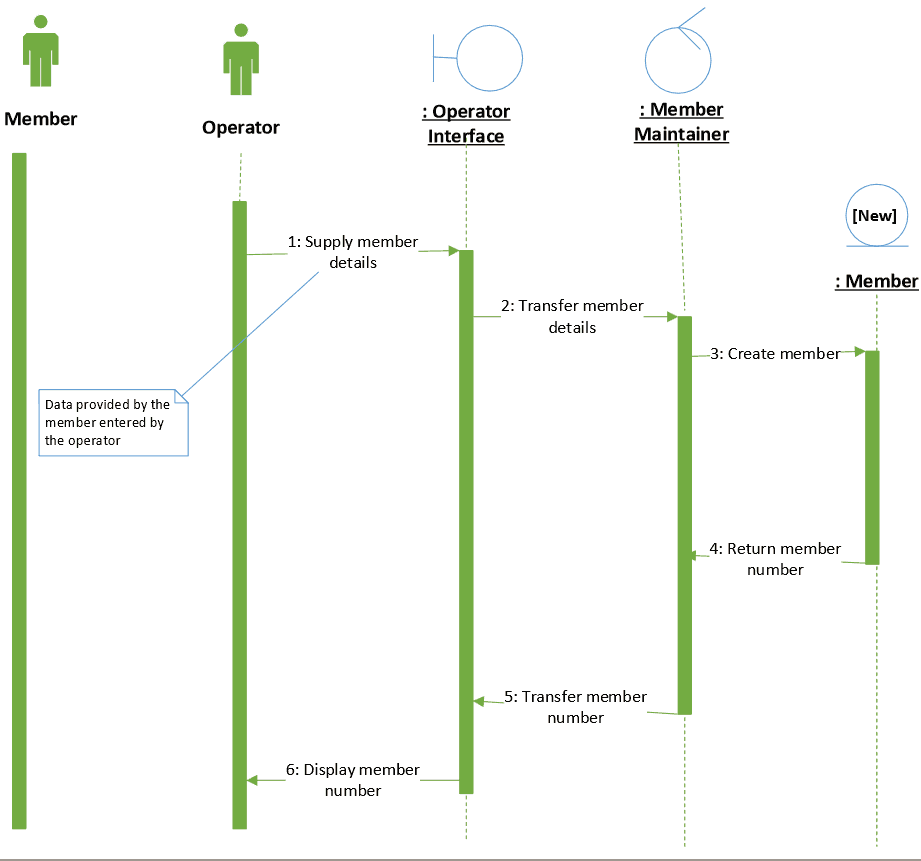 Member
Operator
: Operator
Interface
: Member
Maintainer
[New]
: Member
1: Supply member
details
2: Transfer member
details
3: Create member
Data provided by the
member entered by
the operator
4: Return member
number
5: Transfer member
number
6: Display member
number